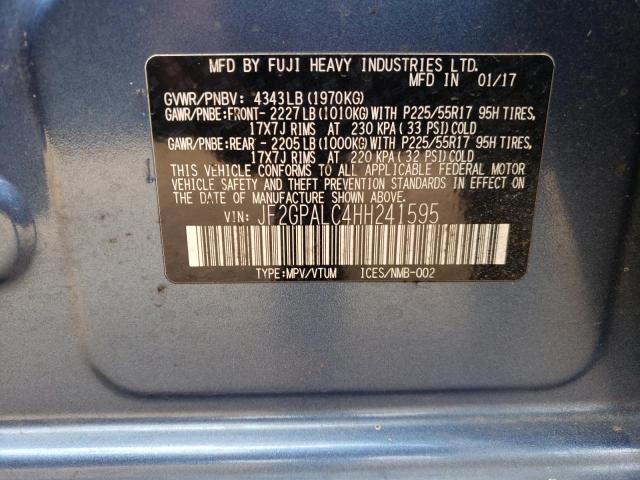 MFD BY FUJI HEAVY INDUSTRIES LTD.
MFD IN 01/17
GVWR/PNBV: 4343LB (1970KG)
GAWR/PNBE:FRONT- 2227LB (1010KG) WITH P225/55R17 95H TIRES,
17X7J RIMS AT 230 KPA (33 PSI) COLD
GAWR/PNBE:REAR - 2205LB (1000KG) WITH P225/55R17 95H TIRES,
17X7J RIMS AT 220 KPA (32 PSI) COLD
THIS VEHICLE CONFORMS TO ALL APPLICABLE FEDERAL MOTOR
VEHICLE SAFETY AND THEFT PREVENTION STANDARDS IN EFFECT ON
THE DATE OF MANUFACTURE SHOWN ABOVE.
VIN: JF2GPALC4HH241595
TYPE:MPV/VTUM ICES/NMB-002